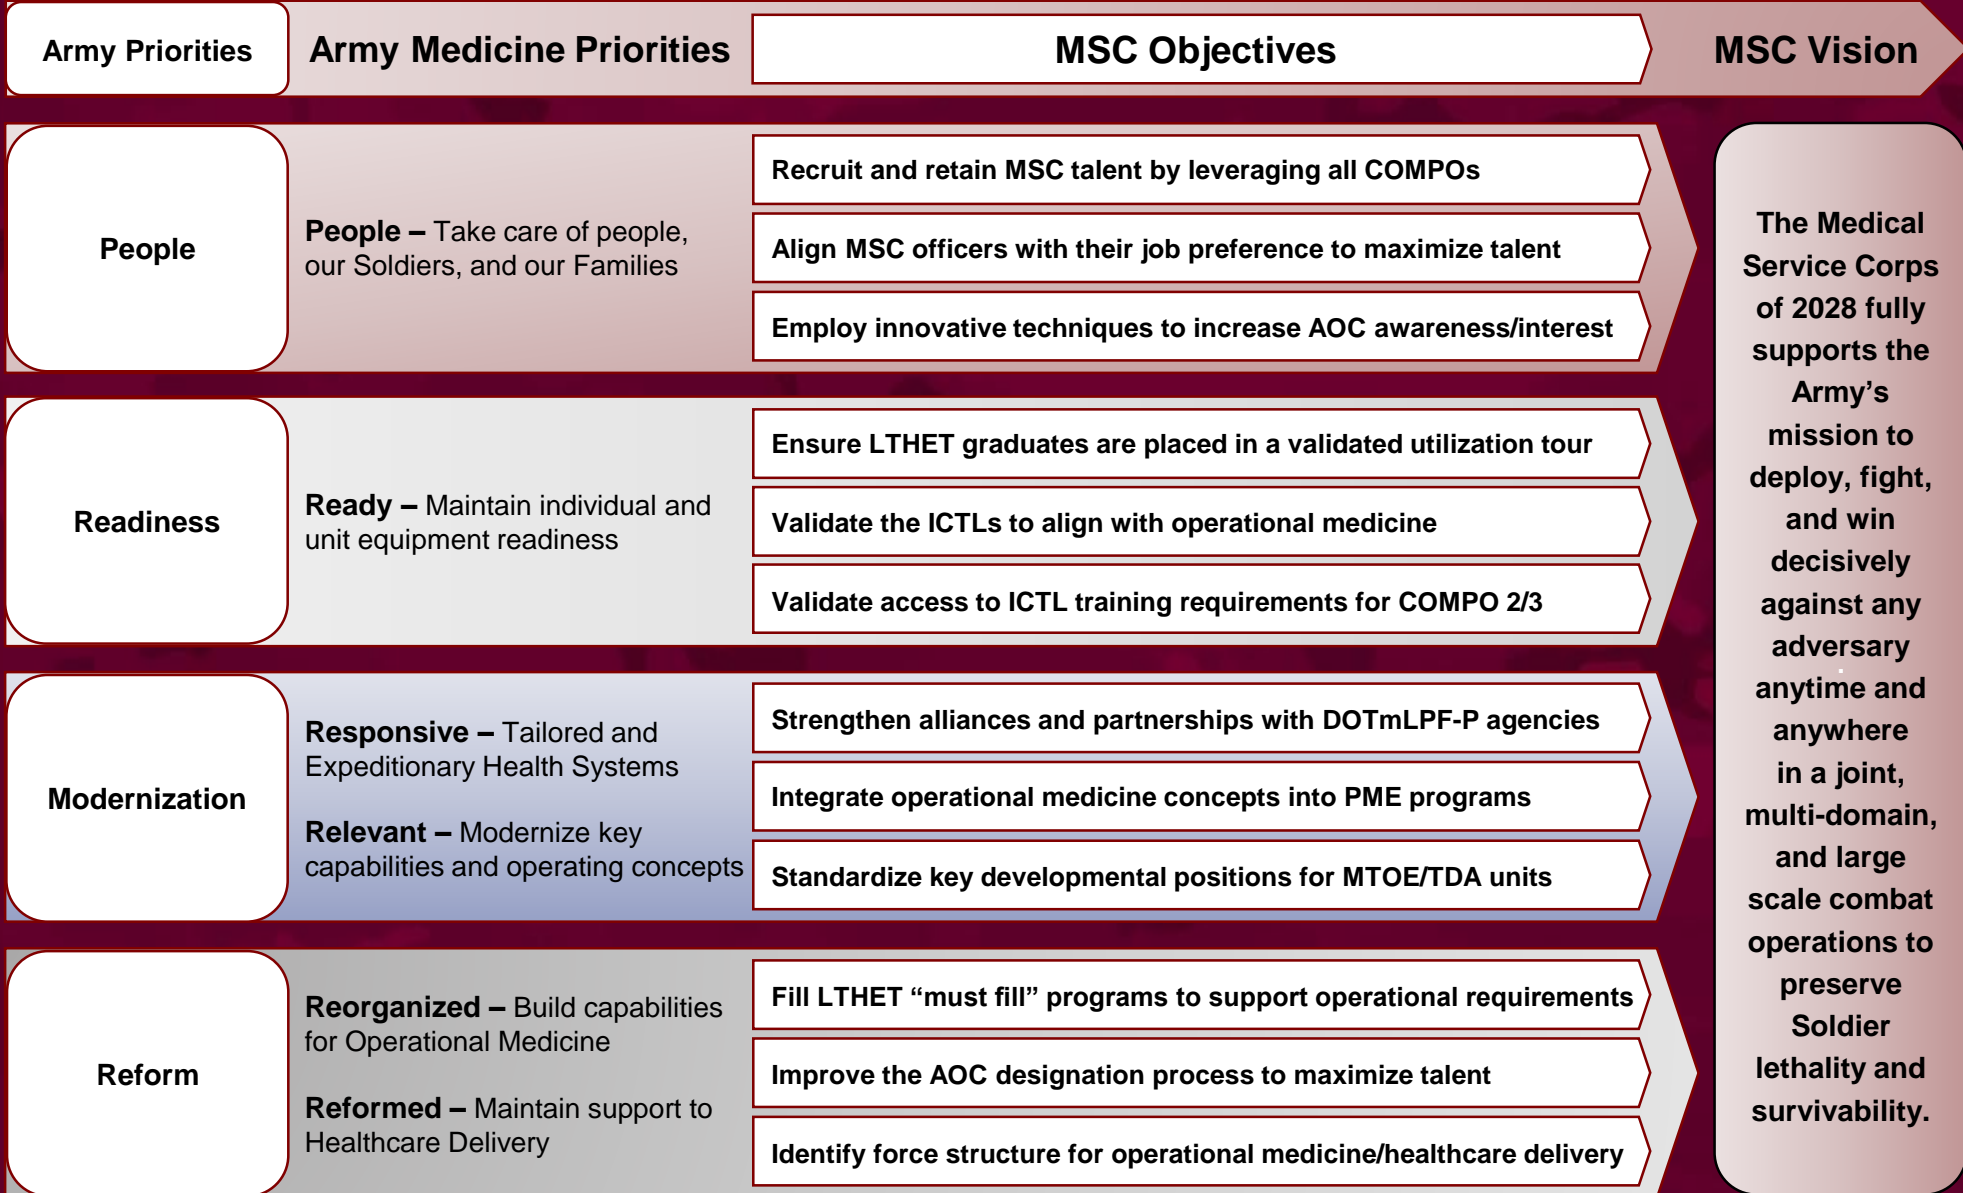 Army Priorities
Army Medicine Priorities
MSC Objectives
MSC Vision
People
People – Take care of people,
our Soldiers, and our Families
Recruit and retain MSC talent by leveraging all COMPOs
Align MSC officers with their job preference to maximize talent
Employ innovative techniques to increase AOC awareness/interest
Readiness
Ready – Maintain individual and
unit equipment readiness
Ensure LTHET graduates are placed in a validated utilization tour
Validate the ICTLs to align with operational medicine
Validate access to ICTL training requirements for COMPO 2/3
Modernization
Responsive – Tailored and
Expeditionary Health Systems
Relevant – Modernize key
capabilities and operating concepts
Strengthen alliances and partnerships with DOTmLPF-P agencies
Integrate operational medicine concepts into PME programs
Standardize key developmental positions for MTOE/TDA units
Reform
Reorganized – Build capabilities
for Operational Medicine
Reformed – Maintain support to
Healthcare Delivery
Fill LTHET “must fill” programs to support operational requirements
Improve the AOC designation process to maximize talent
Identify force structure for operational medicine/healthcare delivery
The Medical
Service Corps
of 2028 fully
supports the
Army’s
mission to
deploy, fight,
and win
decisively
against any
adversary
anytime and
anywhere
in a joint,
multi-domain,
and large
scale combat
operations to
preserve
Soldier
lethality and
survivability.